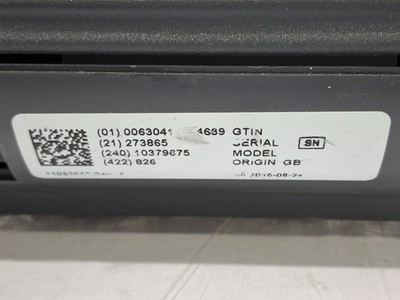 (01) 0063041 4639 GTIN
(21) 273865 SERIAL SN
(240) 10379675 MODEL
(422) 826 ORIGIN GB
2016-08-24